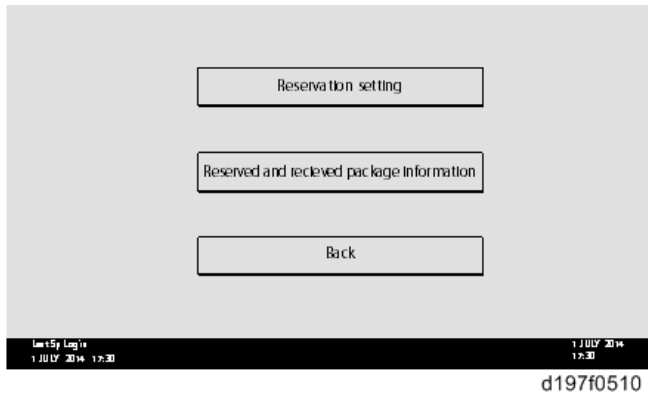 Reservation setting
Reserved and recieved package information
Back
Last Sp Login
1 JULY 2014 17:30
1 JULY 2014
17:30
d197f0510